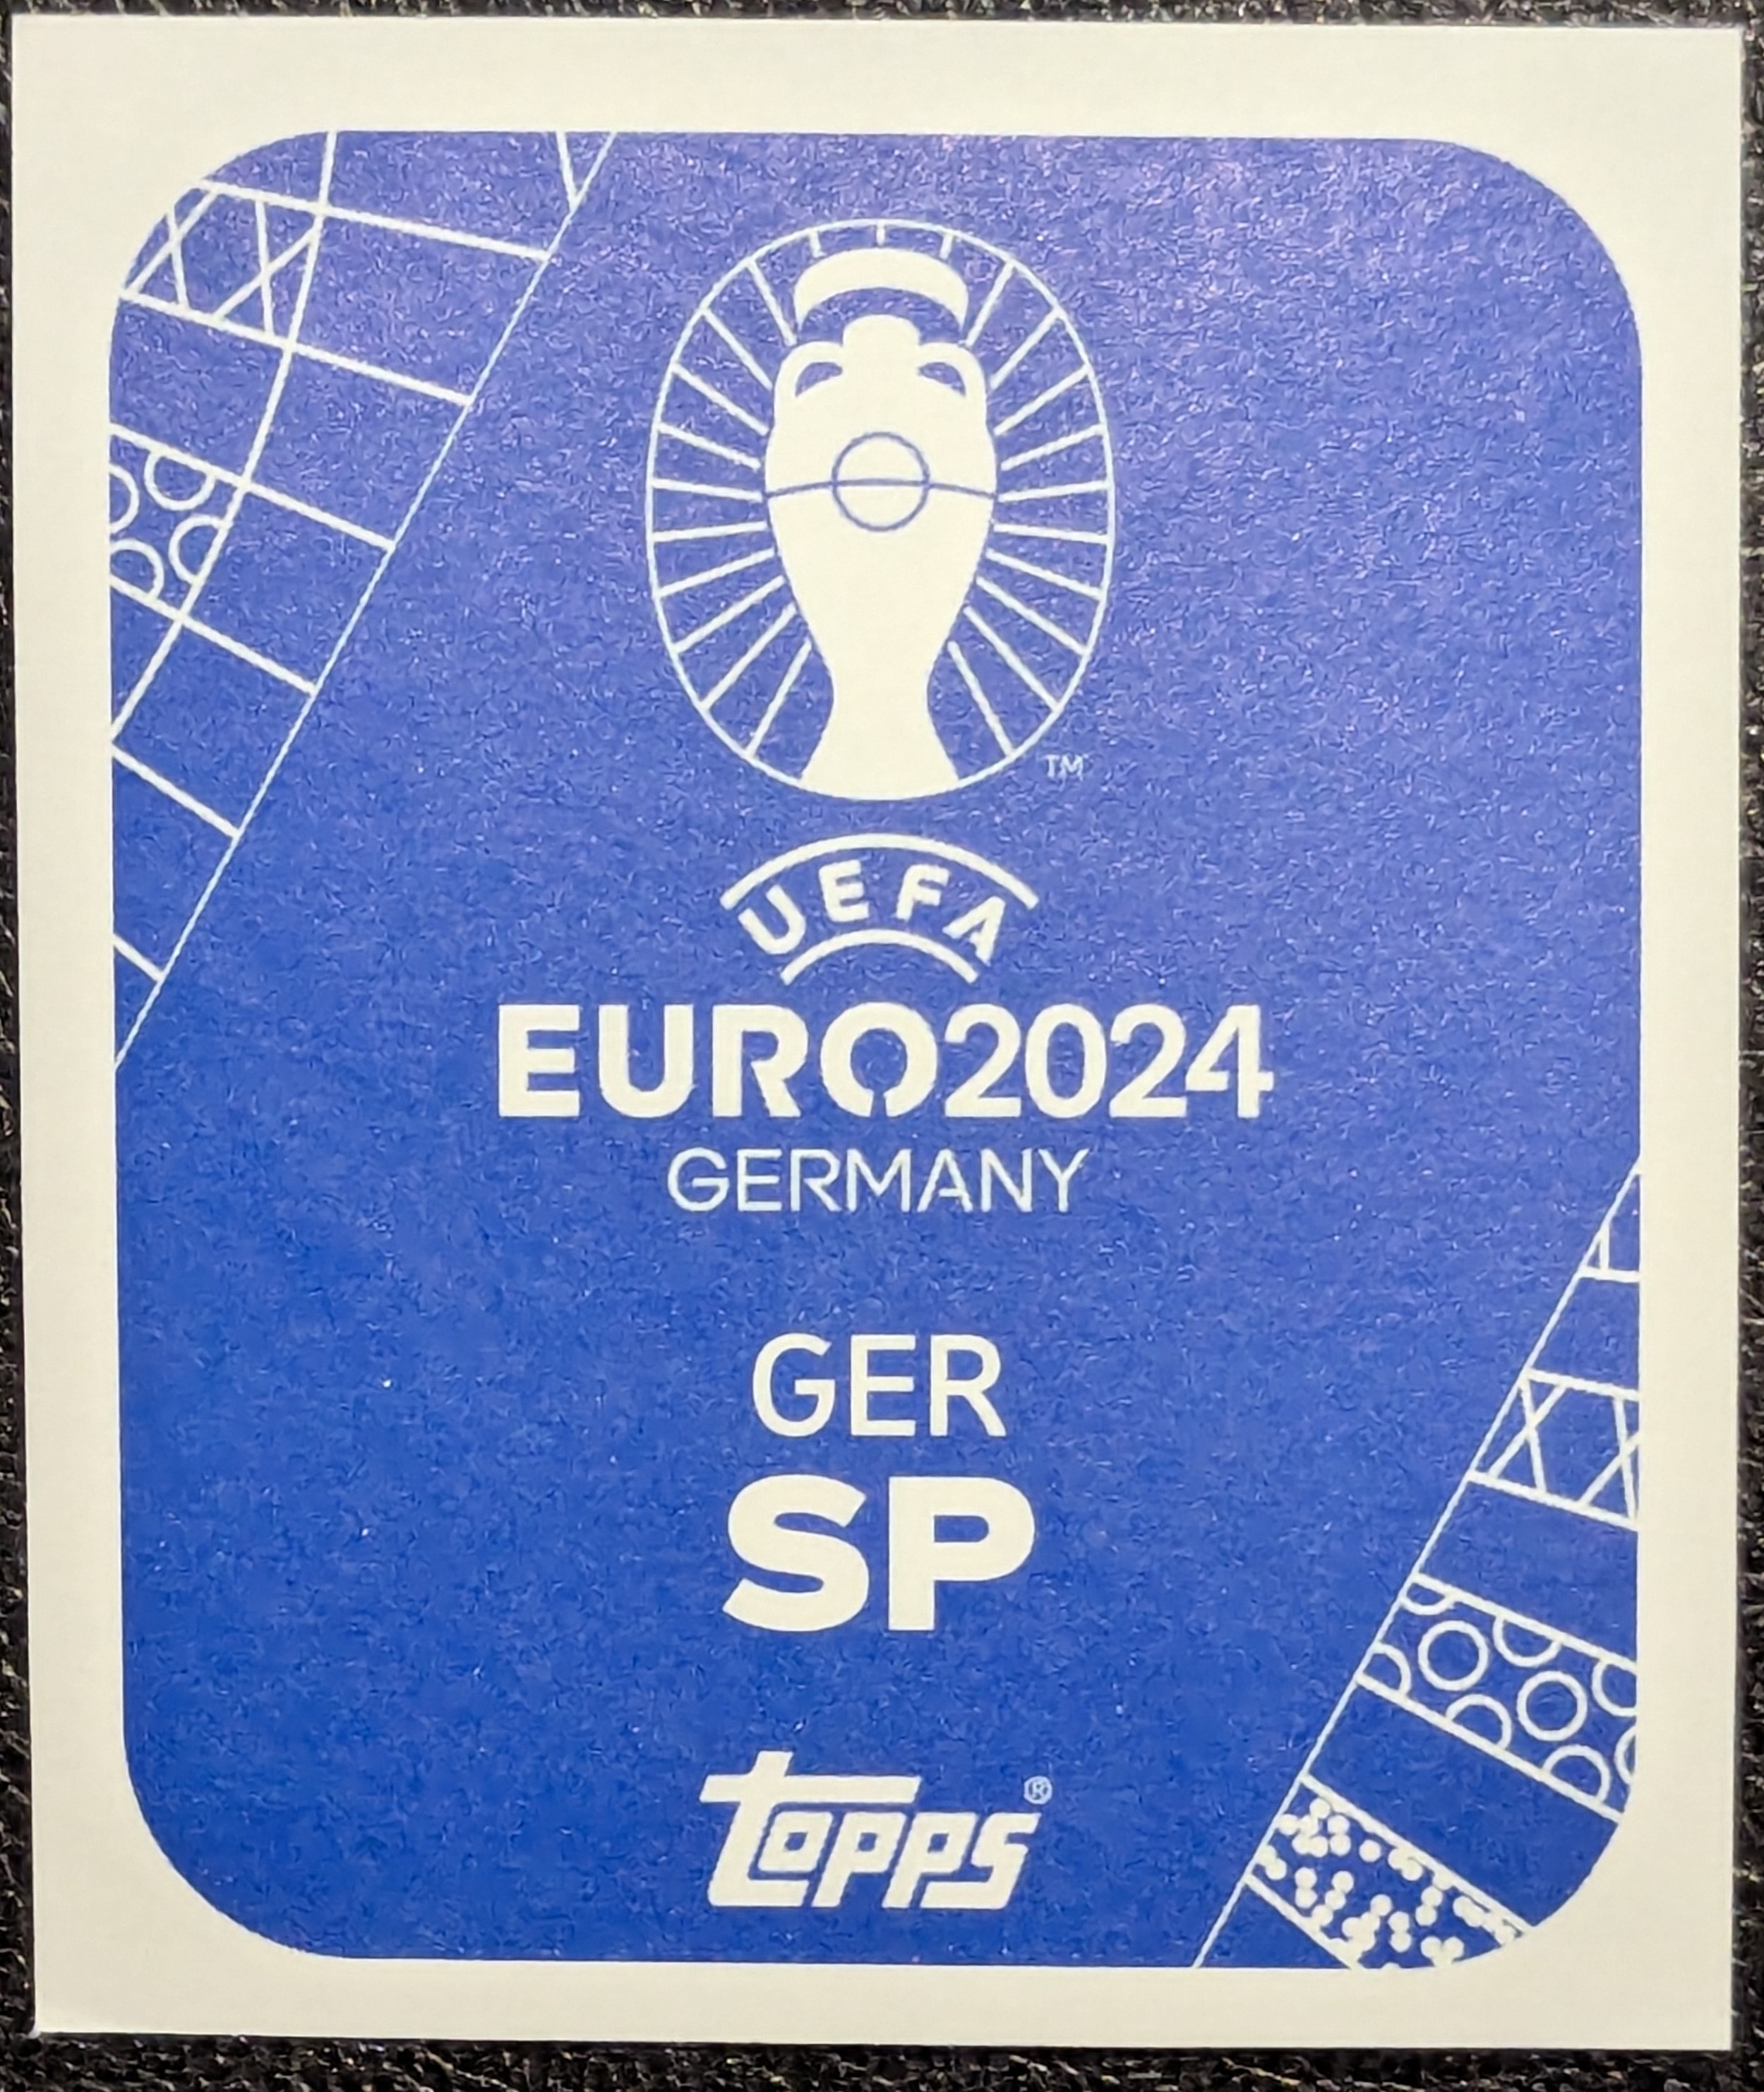 TM
UEFA
EURO2024
GERMANY
GER
SP
topps®